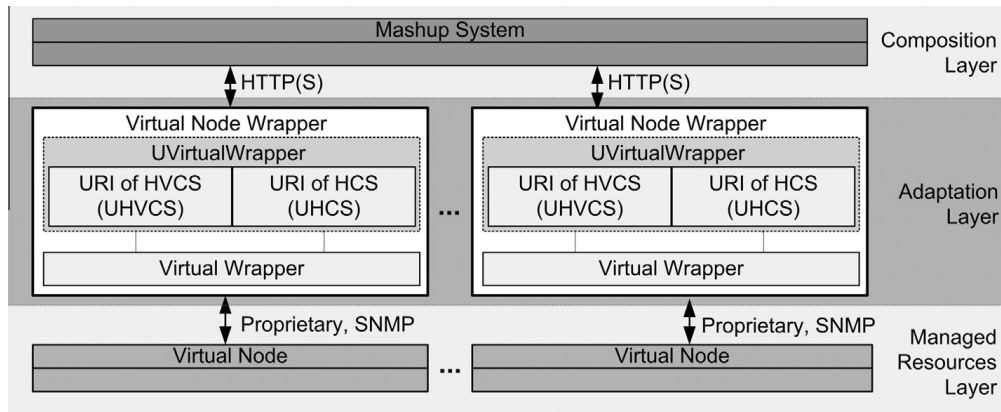 Mashup System
Composition
Layer
HTTP(S)
HTTP(S)
Virtual Node Wrapper
Virtual Node Wrapper
UVirtualWrapper
UVirtualWrapper
URI of HVCS
(UHVCS)
URI of HCS
(UHCS)
...
URI of HVCS
(UHVCS)
URI of HCS
(UHCS)
Adaptation
Layer
Virtual Wrapper
Virtual Wrapper
Proprietary, SNMP
Proprietary, SNMP
Virtual Node
...
Virtual Node
Managed
Resources
Layer